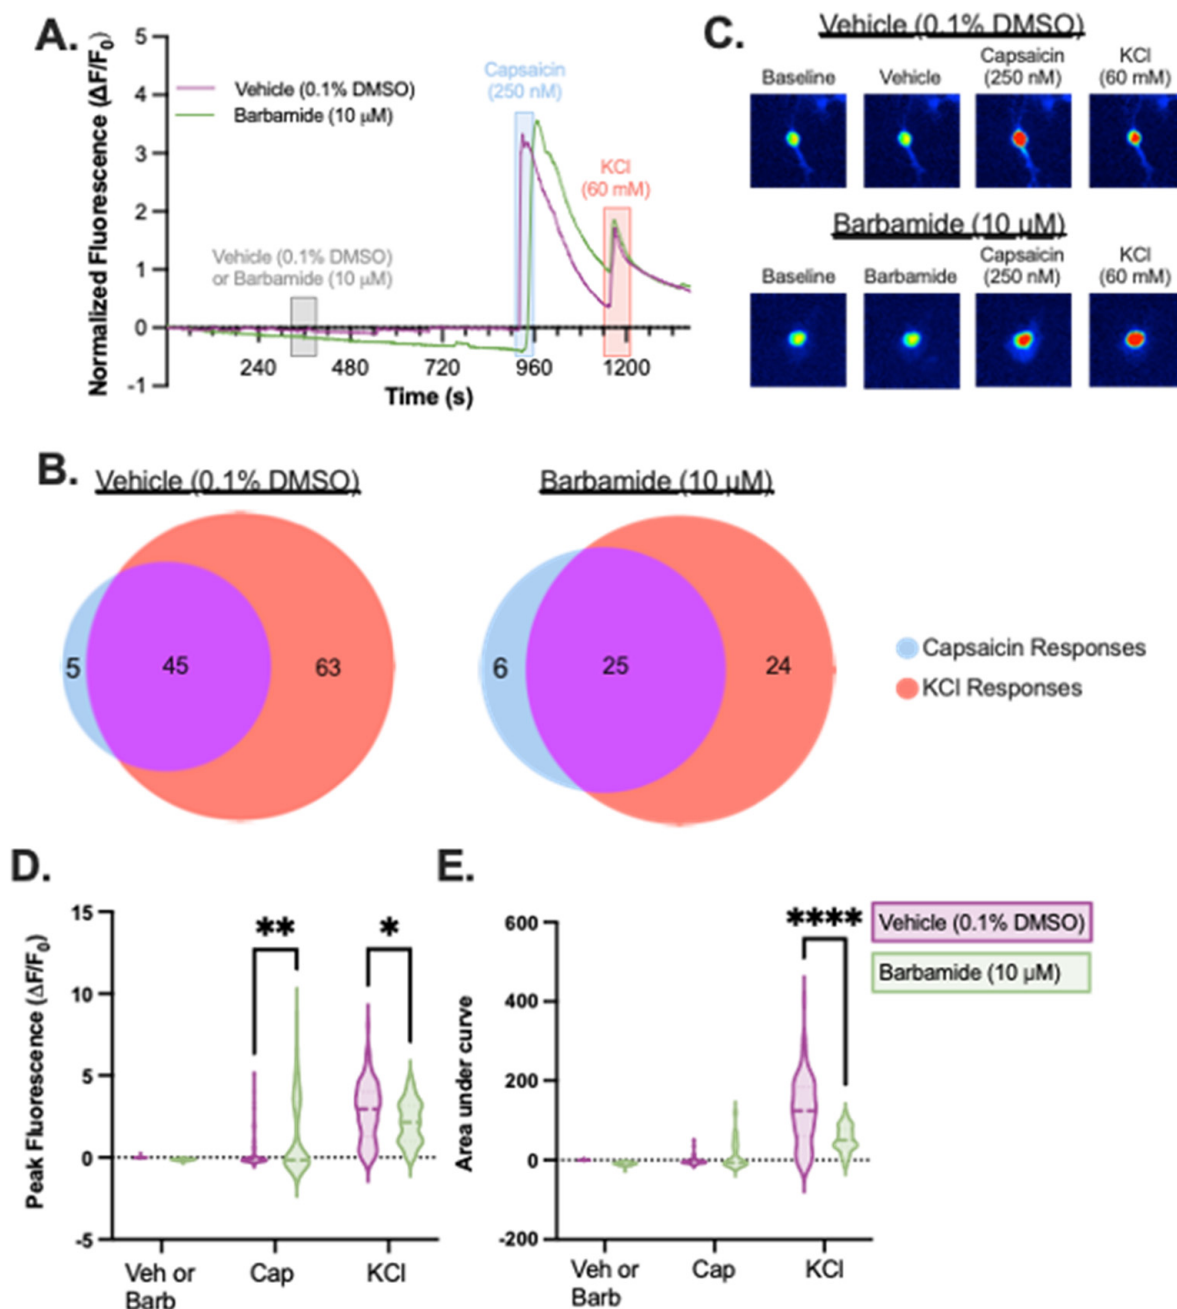 A.
Normalized Fluorescence (ΔF/F0)
5
4
3
2
1
0
-1
Vehicle (0.1% DMSO)
Barbamide (10 µM)
Capsaicin
(250 nM)
KCl
(60 mM)
Vehicle (0.1% DMSO)
or Barbamide (10 µM)
240
480
720
960
1200
Time (s)
C.
Vehicle (0.1% DMSO)
Baseline
Vehicle
Capsaicin
(250 nM)
KCl
(60 mM)
Barbamide (10 µM)
Baseline
Barbamide
Capsaicin
(250 nM)
KCl
(60 mM)
B.
Vehicle (0.1% DMSO)
5
45
63
Barbamide (10 µM)
6
25
24
Capsaicin Responses
KCl Responses
D.
Peak Fluorescence (ΔF/F0)
15
10
5
0
-5
**
*
Veh or
Barb
Cap
KCl
E.
Area under curve
600
400
200
0
-200
****
Veh or
Barb
Cap
KCl
Vehicle (0.1% DMSO)
Barbamide (10 µM)